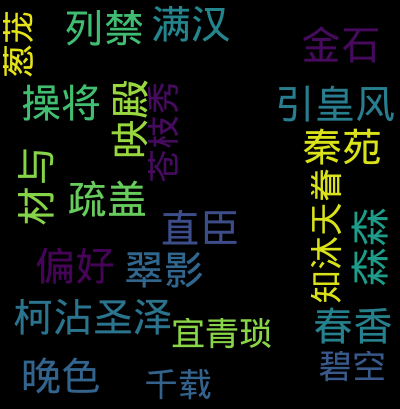 葱茏
列禁
满汉
金石
操将
映殿
苍枝秀
引皇风
秦苑
材与
疏盖
直臣
知沐天眷
森森
偏好
翠影
柯沾圣泽
宜青琐
春香
晚色
千载
碧空